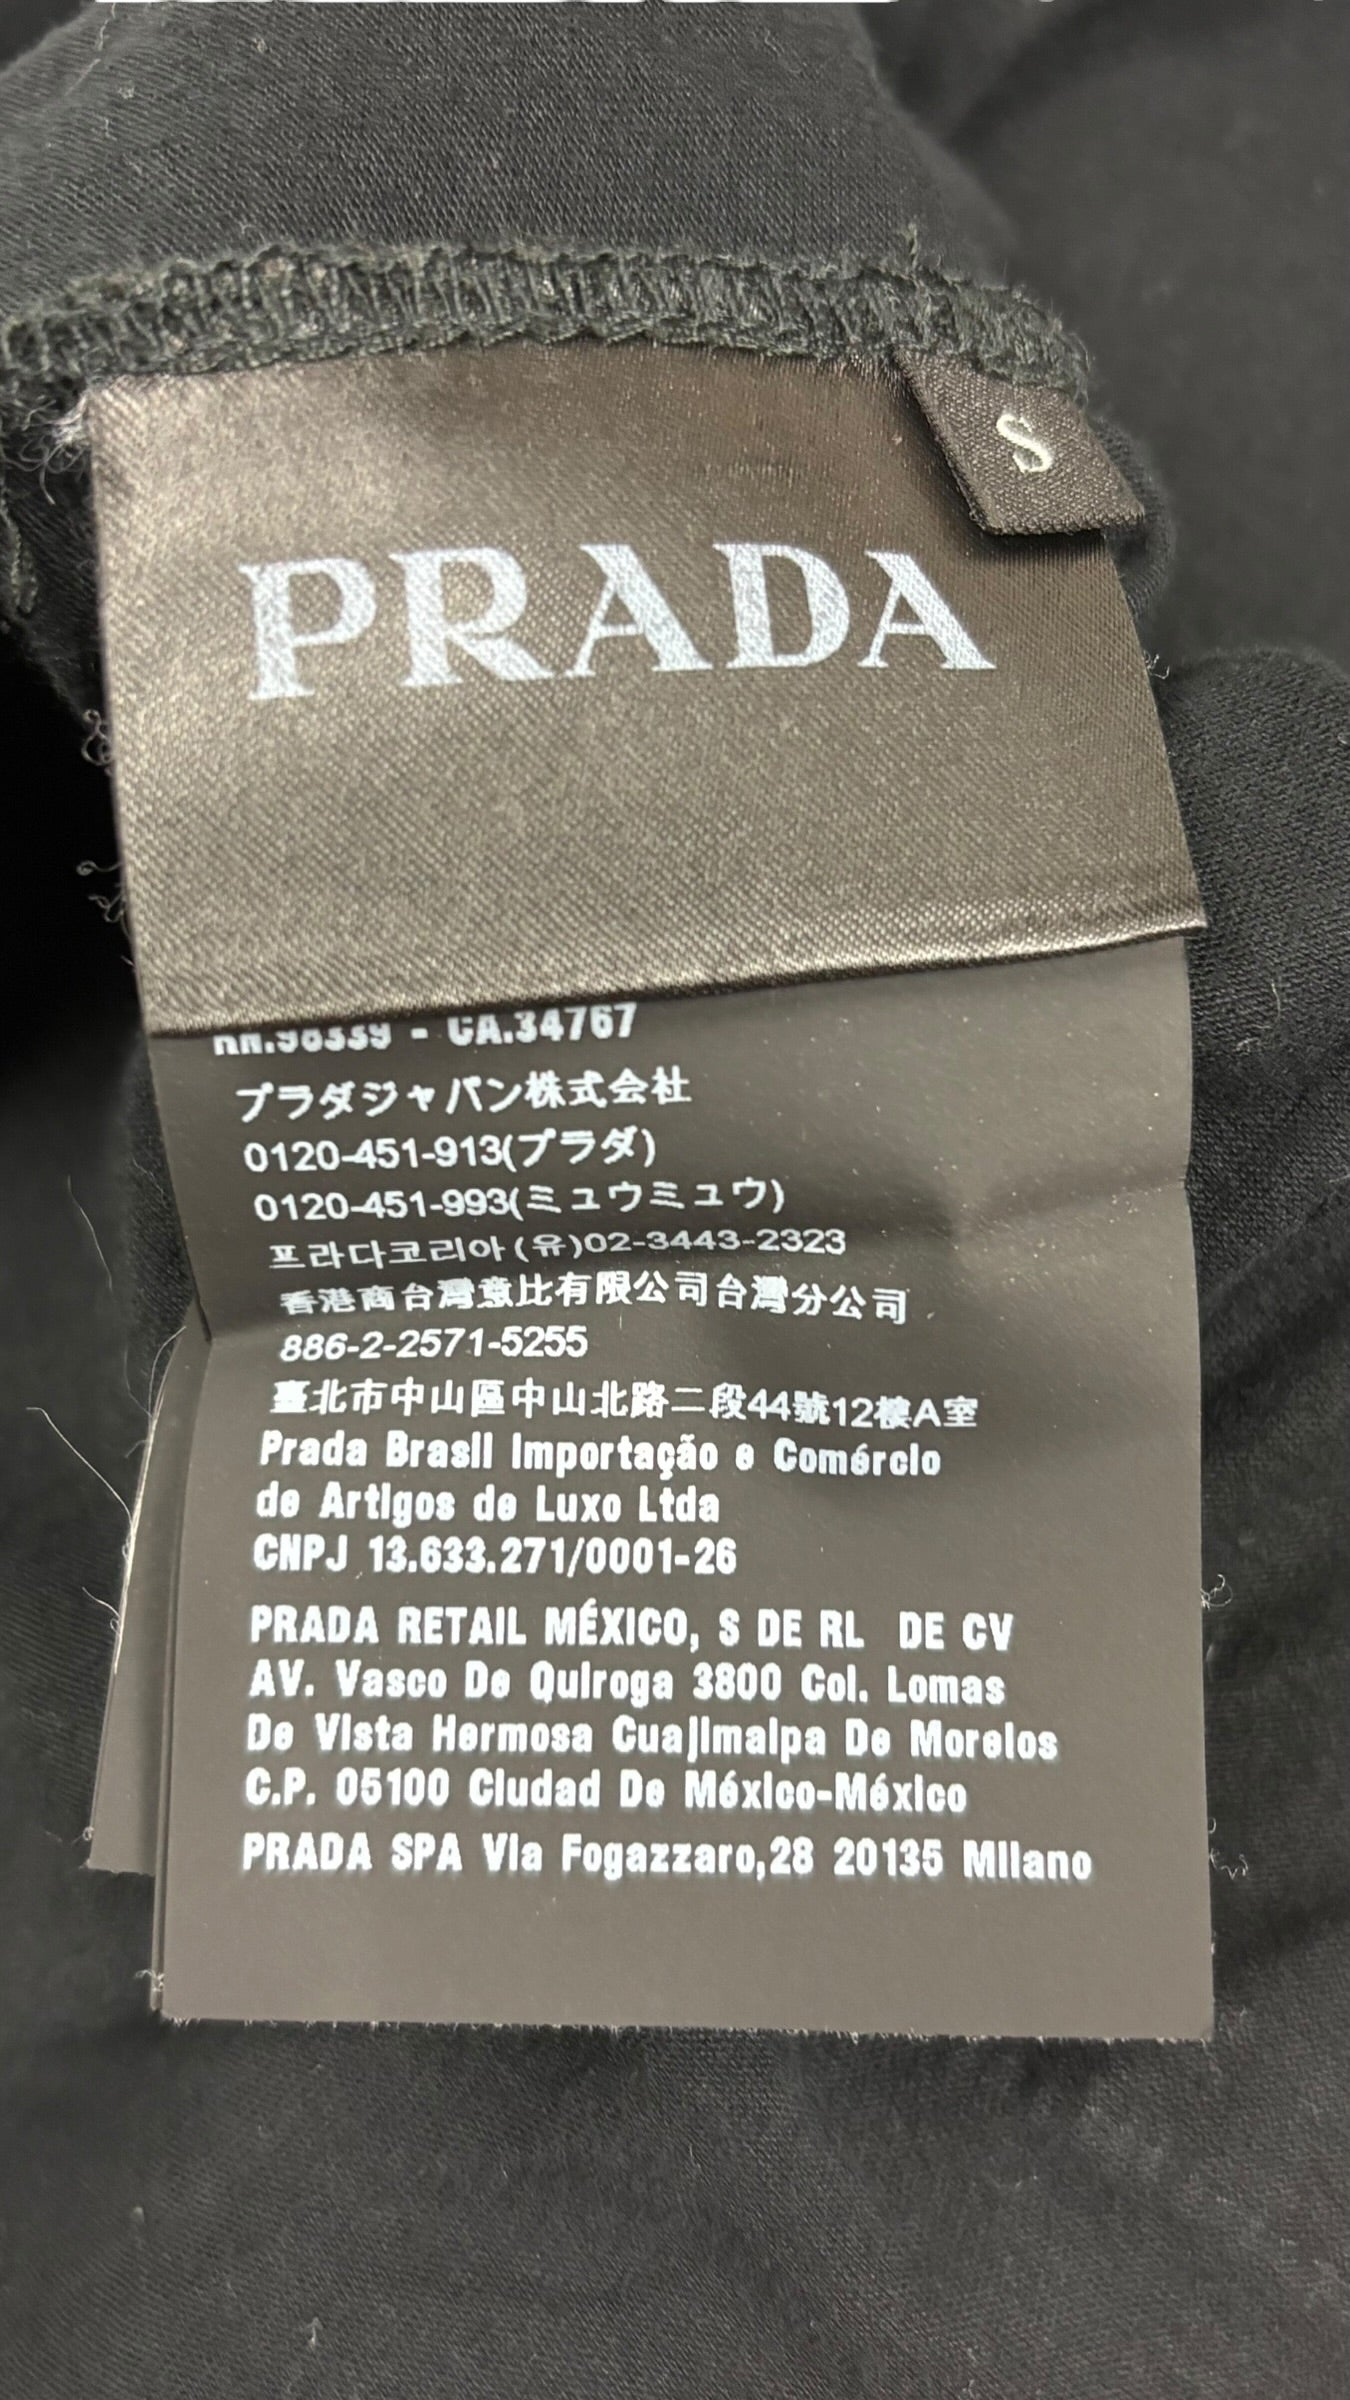 S
PRADA
RN.98339 - CA.34767
プラダジャパン株式会社
0120-451-913(プラダ)
0120-451-993(ミュウミュウ)
프라다코리아(유)02-3443-2323
香港商台灣意比有限公司台灣分公司
886-2-2571-5255
臺北市中山區中山北路二段44號12樓A室
Prada Brasil Importação e Comércio
de Artigos de Luxo Ltda
CNPJ 13.633.271/0001-26
PRADA RETAIL MÉXICO, S DE RL DE CV
AV. Vasco De Quiroga 3800 Col. Lomas
De Vista Hermosa Cuajimalpa De Morelos
C.P. 05100 Ciudad De México-México
PRADA SPA Via Fogazzaro,28 20135 Milano